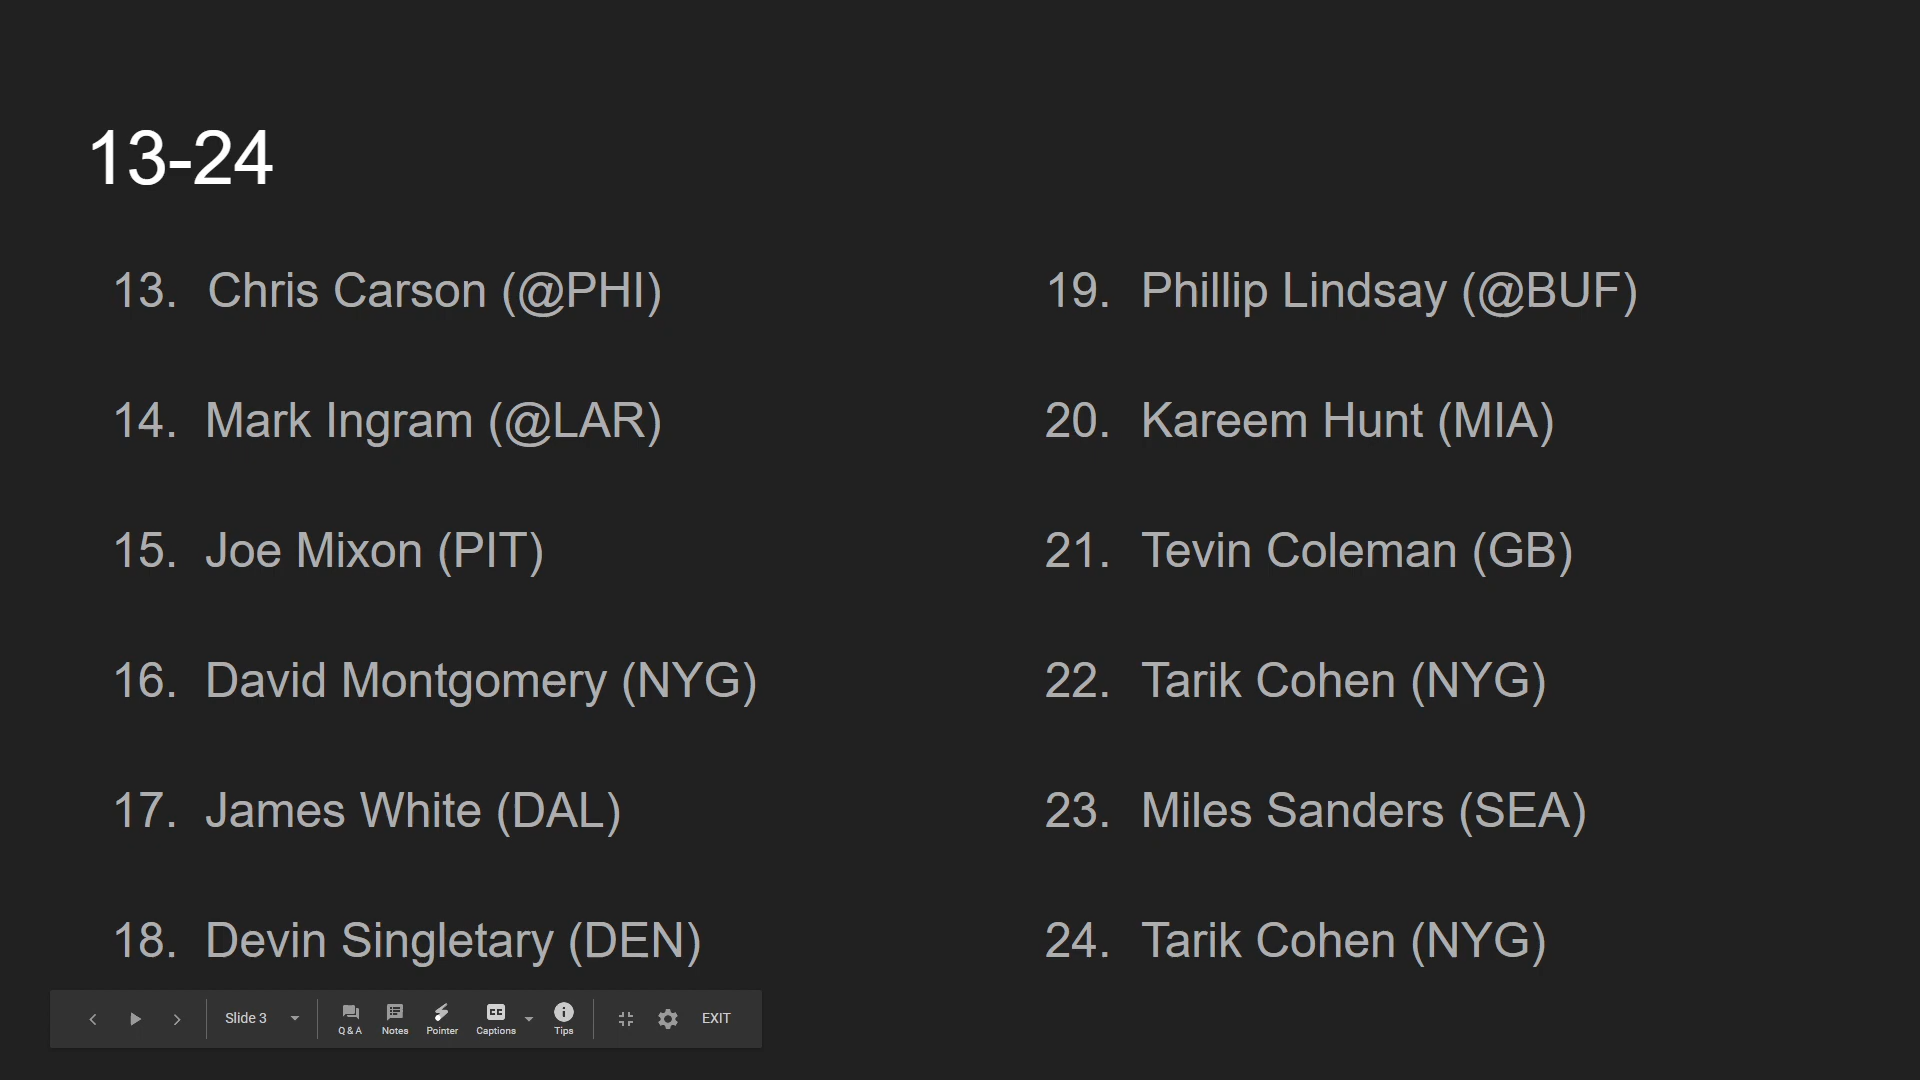 13-24
13. Chris Carson (@PHI)
14. Mark Ingram (@LAR)
15. Joe Mixon (PIT)
16. David Montgomery (NYG)
17. James White (DAL)
18. Devin Singletary (DEN)
19. Phillip Lindsay (@BUF)
20. Kareem Hunt (MIA)
21. Tevin Coleman (GB)
22. Tarik Cohen (NYG)
23. Miles Sanders (SEA)
24. Tarik Cohen (NYG)
Slide 3
Q & A
Notes
Pointer
CC
Captions
Tips
EXIT